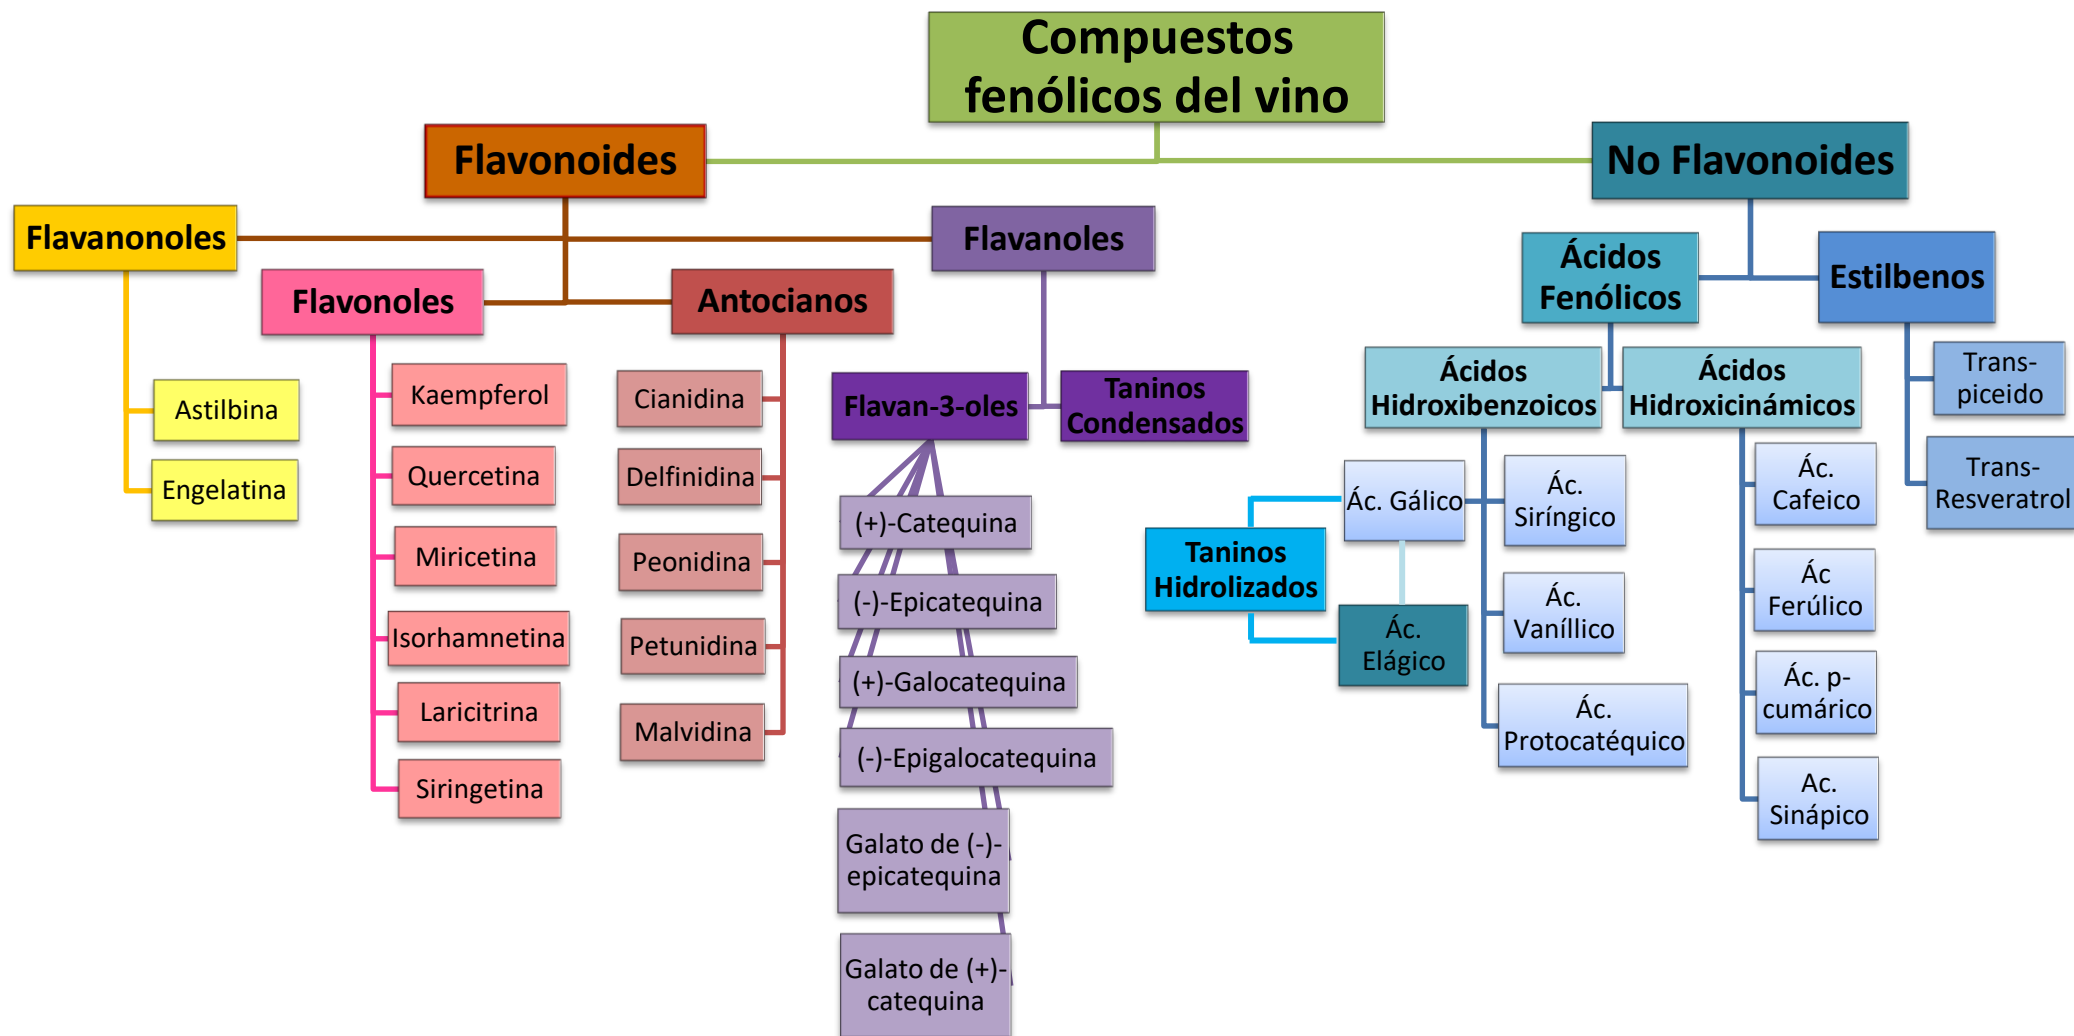 Compuestos
fenólicos del vino
Flavonoides
No Flavonoides
Flavanonoles
Flavanoles
Flavonoles
Antocianos
Ácidos
Fenólicos
Estilbenos
Astilbina
Engelatina
Kaempferol
Quercetina
Miricetina
Isorhamnetina
Laricitrina
Siringetina
Cianidina
Delfinidina
Peonidina
Petunidina
Malvidina
Flavan-3-oles
Taninos
Condensados
(+)-Catequina
(-)-Epicatequina
(+)-Galocatequina
(-)-Epigalocatequina
Galato de (-)-
epicatequina
Galato de (+)-
catequina
Ácidos
Hidroxibenzoicos
Ácidos
Hidroxicinámicos
Ác. Gálico
Taninos
Hidrolizados
Ác.
Elágico
Ác.
Siríngico
Ác.
Vaníllico
Ác.
Protocatéquico
Ác.
Cafeico
Ác
Ferúlico
Ác. p-
cumárico
Ac.
Sinápico
Trans-
piceido
Trans-
Resveratrol